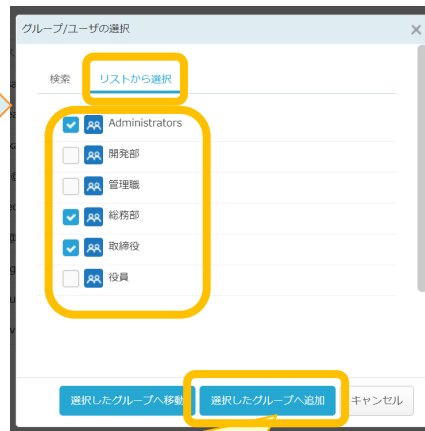 グループ/ユーザの選択
検索 リストから選択
Administrators
開発部
管理職
総務部
取締役
役員
選択したグループへ移動 選択したグループへ追加 キャンセル